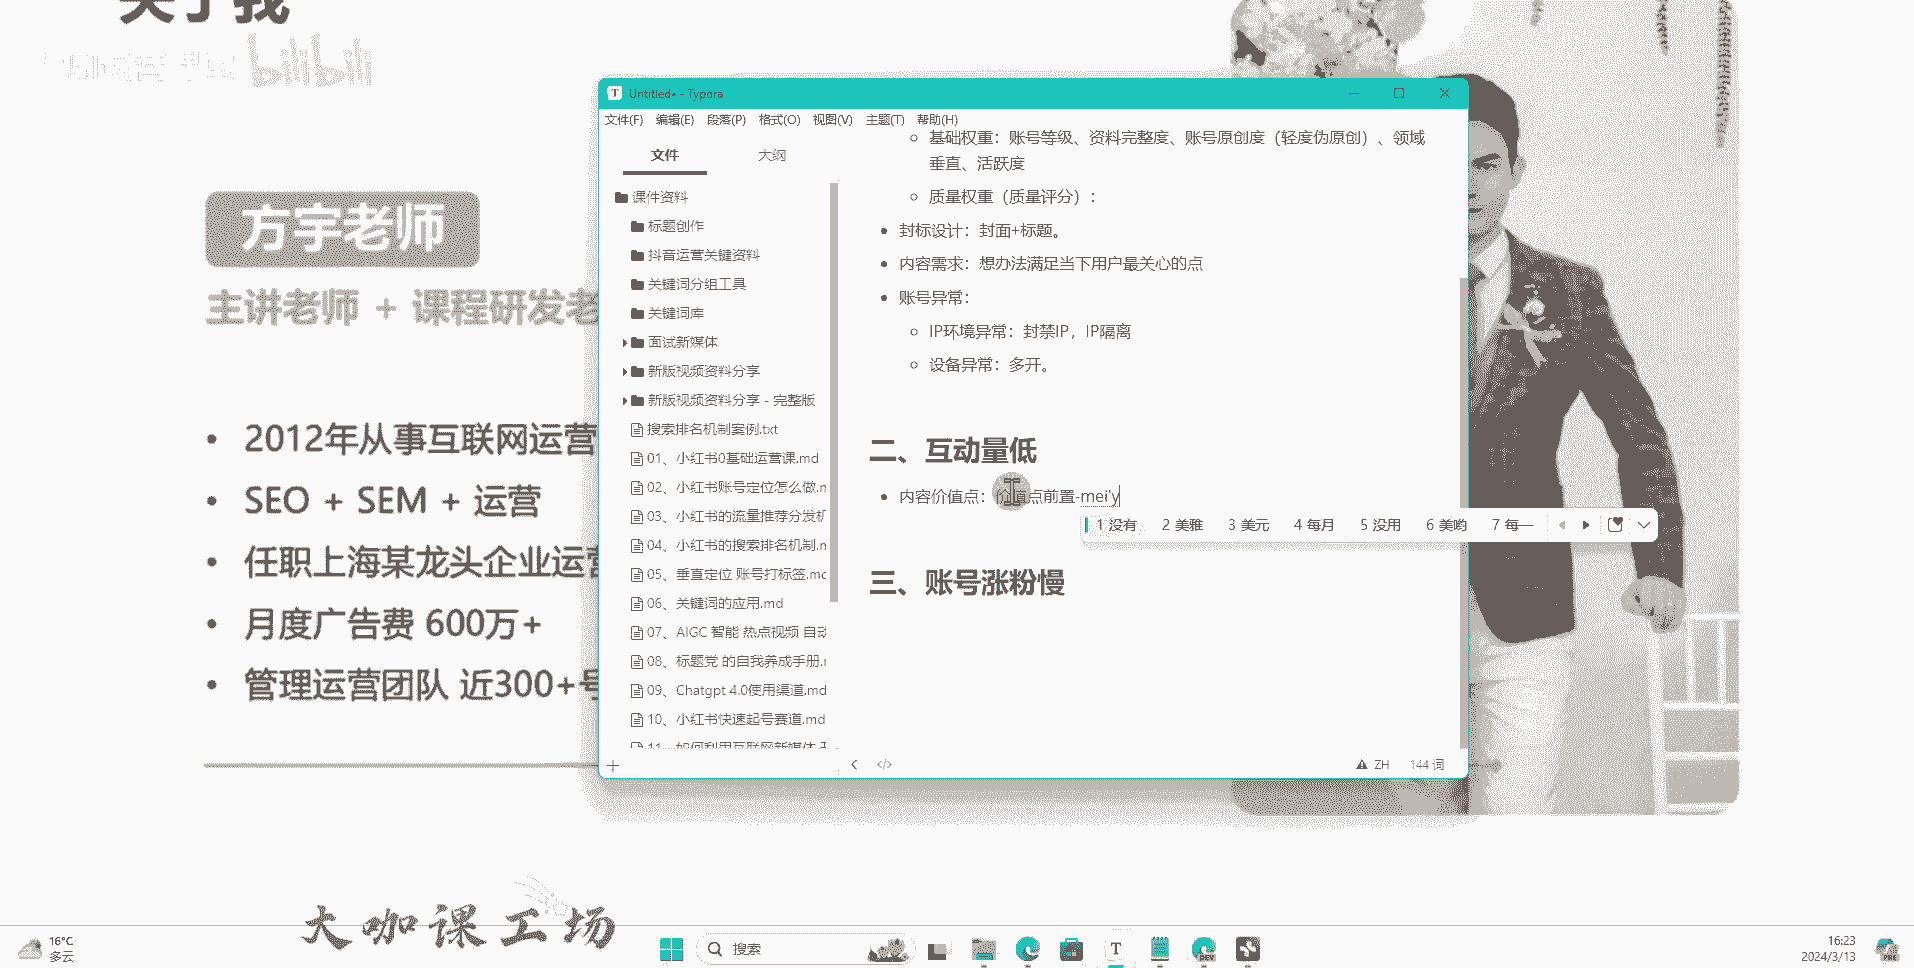 关于我
bilibili
方宇老师
主讲老师 + 课程研发老
2012年从事互联网运营
SEO + SEM + 运营
任职上海某龙头企业运营
月度广告费 600万+
管理运营团队 近300+号
大咖课工场
Untitled• - Typora
文件(F) 编辑(E) 段落(P) 格式(O) 视图(V) 主题(T) 帮助(H)
文件 大纲
课件资料
标题创作
抖音运营关键资料
关键词分组工具
关键词库
面试新媒体
新版视频资料分享
新版视频资料分享 - 完整版
搜索排名机制案例.txt
01、小红书0基础运营课.md
02、小红书账号定位怎么做.m
03、小红书的流量推荐分发机
04、小红书的搜索排名机制.m
05、垂直定位 账号打标签.md
06、关键词的应用.md
07、AIGC 智能 热点视频 自动
08、标题党 的自我养成手册.m
09、Chatgpt 4.0使用渠道.md
10、小红书快速起号赛道.md
11、如何利用互联网新媒体
基础权重：账号等级、资料完整度、账号原创度（轻度伪原创）、领域
垂直、活跃度
质量权重（质量评分）：
封标设计：封面+标题。
内容需求：想办法满足当下用户最关心的点
账号异常：
IP环境异常：封禁IP，IP隔离
设备异常：多开。
二、互动量低
内容价值点：价值点前置-mei'y
1 没有 2 美雅 3 美元 4 每月 5 没用 6 美哟 7 每一
三、账号涨粉慢
ZH 144 词
16°C
多云
搜索
16:23
2024/3/13